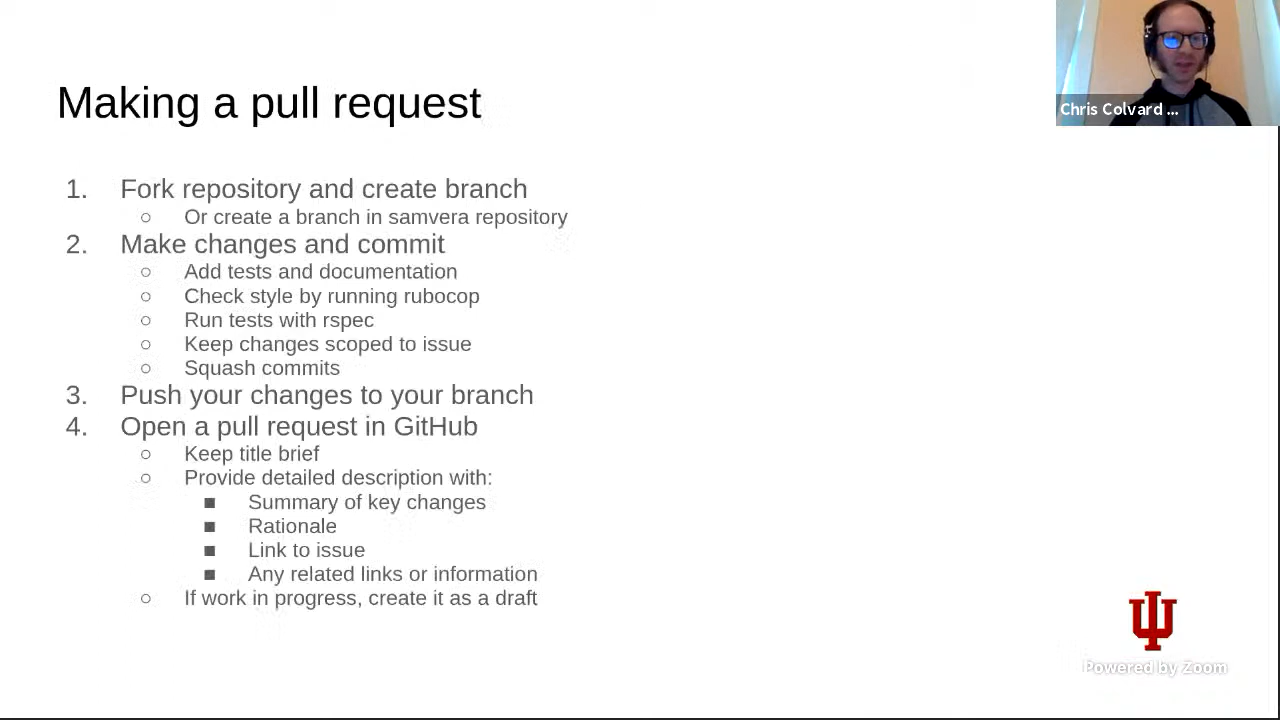 Making a pull request
Chris Colvard ...
1. Fork repository and create branch
○ Or create a branch in samvera repository
2. Make changes and commit
○ Add tests and documentation
○ Check style by running rubocop
○ Run tests with rspec
○ Keep changes scoped to issue
○ Squash commits
3. Push your changes to your branch
4. Open a pull request in GitHub
○ Keep title brief
○ Provide detailed description with:
■ Summary of key changes
■ Rationale
■ Link to issue
■ Any related links or information
○ If work in progress, create it as a draft
Powered by Zoom